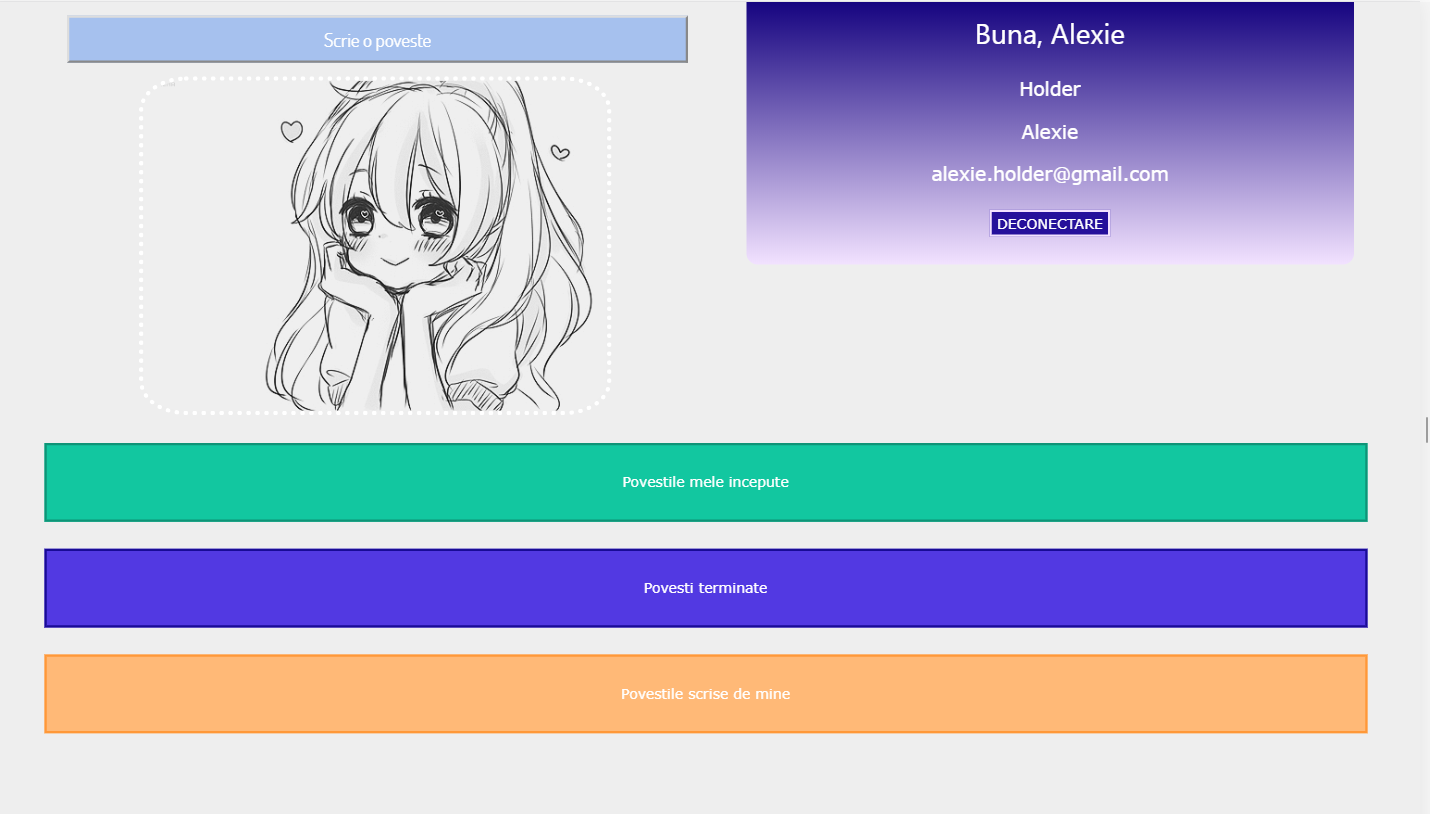 Scrie o poveste
Buna, Alexie
Holder
Alexie
alexie.holder@gmail.com
DECONECTARE
Povestile mele incepute
Povesti terminate
Povestile scrise de mine